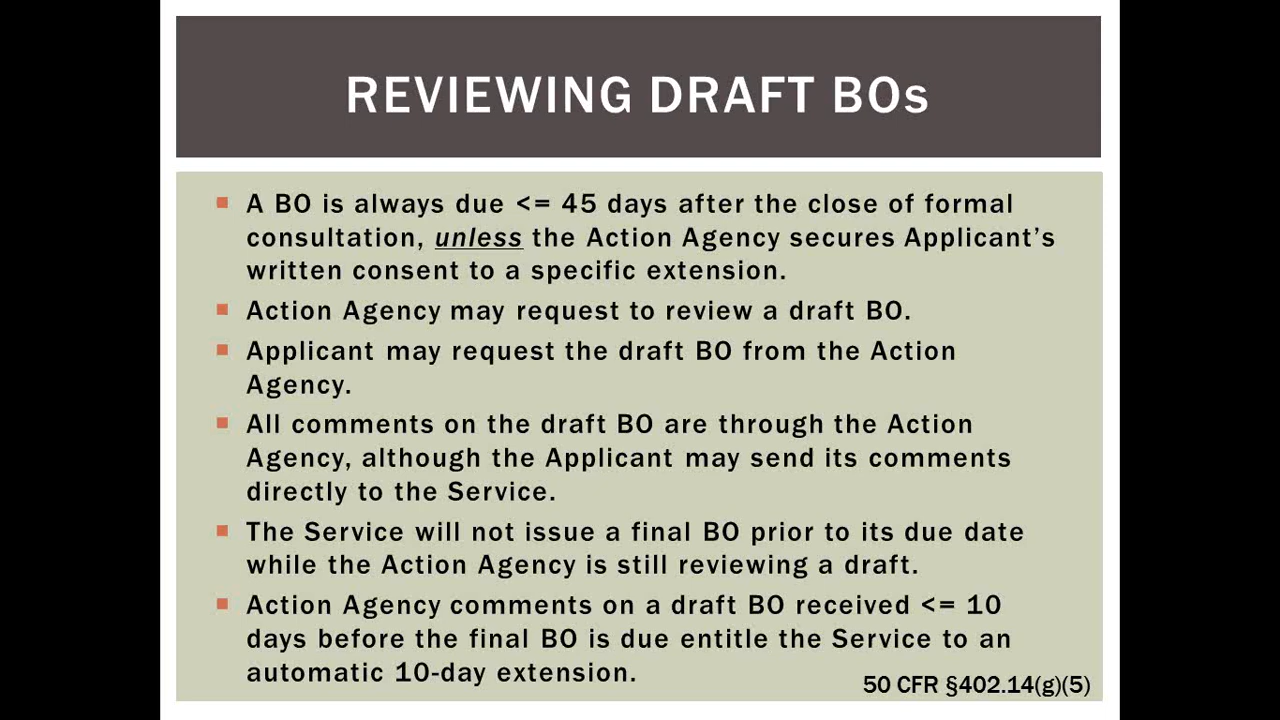 REVIEWING DRAFT BOs
A BO is always due <= 45 days after the close of formal
consultation, unless the Action Agency secures Applicant's
written consent to a specific extension.
Action Agency may request to review a draft BO.
Applicant may request the draft BO from the Action
Agency.
All comments on the draft BO are through the Action
Agency, although the Applicant may send its comments
directly to the Service.
The Service will not issue a final BO prior to its due date
while the Action Agency is still reviewing a draft.
Action Agency comments on a draft BO received <= 10
days before the final BO is due entitle the Service to an
automatic 10-day extension.
50 CFR §402.14(g)(5)